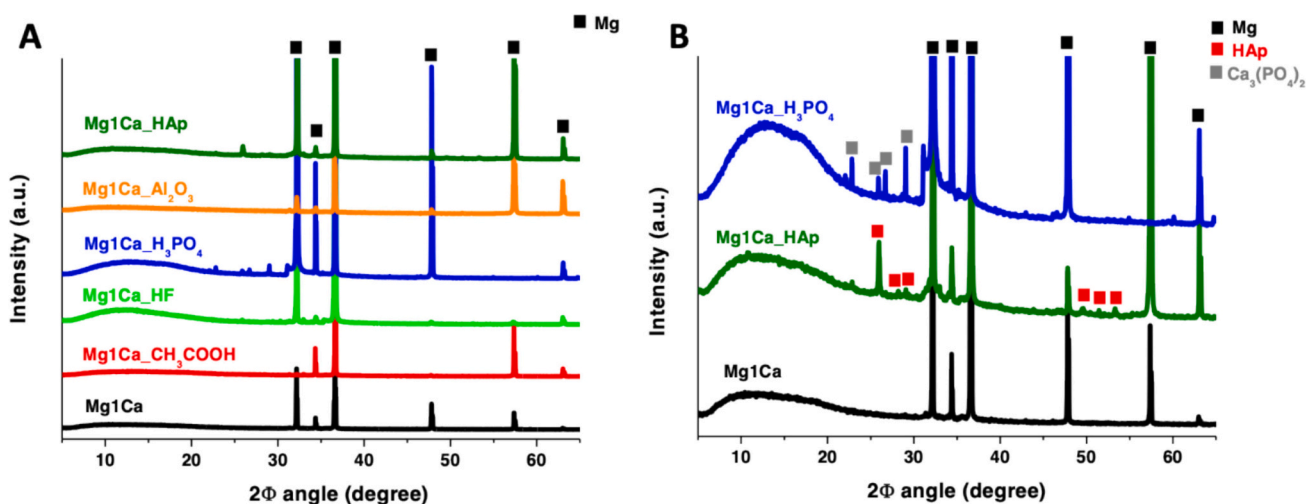 A
Mg
Mg1Ca_HAp
Mg1Ca_Al₂O₃
Mg1Ca_H₃PO₄
Mg1Ca_HF
Mg1Ca_CH₃COOH
Mg1Ca
Intensity (a.u.)
10 20 30 40 50 60
2Φ angle (degree)
B
Mg
HAp
Ca₃(PO₄)₂
Mg1Ca_H₃PO₄
Mg1Ca_HAp
Mg1Ca
Intensity (a.u.)
10 20 30 40 50 60
2Φ angle (degree)